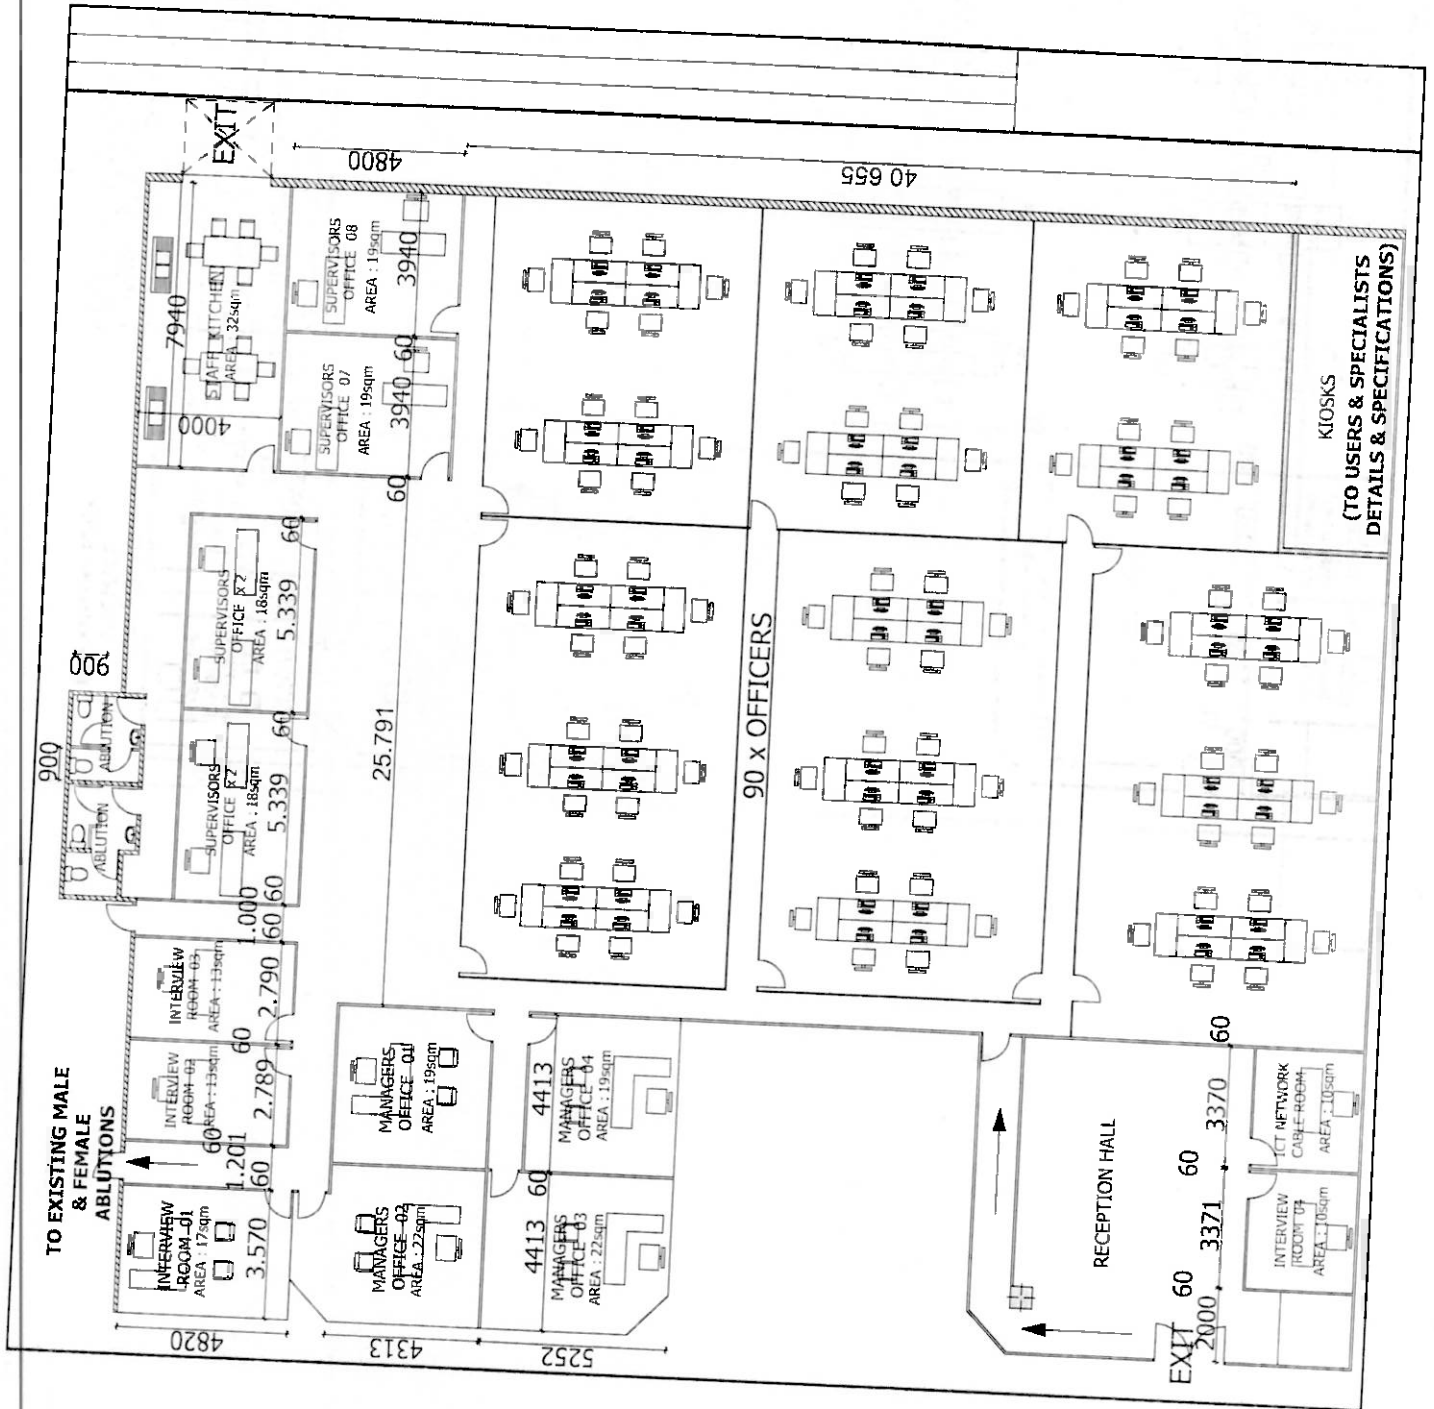 EXIT
4800
40 655
7940
STAFF KITCHEN
AREA 32sqm
4000
SUPERVISORS
OFFICE 08
AREA : 19sqm
3940
60
SUPERVISORS
OFFICE 07
AREA : 19sqm
3940
60
SUPERVISORS
OFFICE X2
AREA : 18sqm
5.339
60
SUPERVISORS
OFFICE X2
AREA : 18sqm
5.339
60
60
900
900
ABLUTION
ABLUTION
1.000
60
INTERVIEW
ROOM 03
AREA : 13sqm
2.790
60
INTERVIEW
ROOM 02
AREA : 13sqm
2.789
60
1.201
60
INTERVIEW
ROOM 01
AREA : 17sqm
3.570
TO EXISTING MALE
& FEMALE
ABLUTIONS
4820
4313
5252
25.791
MANAGERS
OFFICE 01
AREA : 19sqm
MANAGERS
OFFICE 02
AREA : 22sqm
4413
MANAGERS
OFFICE 04
AREA : 19sqm
60
4413
MANAGERS
OFFICE 03
AREA : 22sqm
90 x OFFICERS
KIOSKS
(TO USERS & SPECIALISTS
DETAILS & SPECIFICATIONS)
RECEPTION HALL
60
3370
ICT NETWORK
CABLE ROOM
AREA : 10sqm
60
3371
INTERVIEW
ROOM 04
AREA : 10sqm
60
2000
EXIT